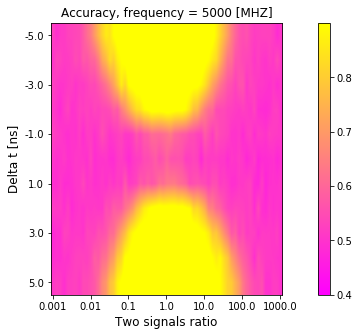 Accuracy, frequency = 5000 [MHZ]
Delta t [ns]
-5.0
-3.0
-1.0
1.0
3.0
5.0
0.001 0.01 0.1 1.0 10.0 100.0 1000.0
Two signals ratio
0.8
0.7
0.6
0.5
0.4